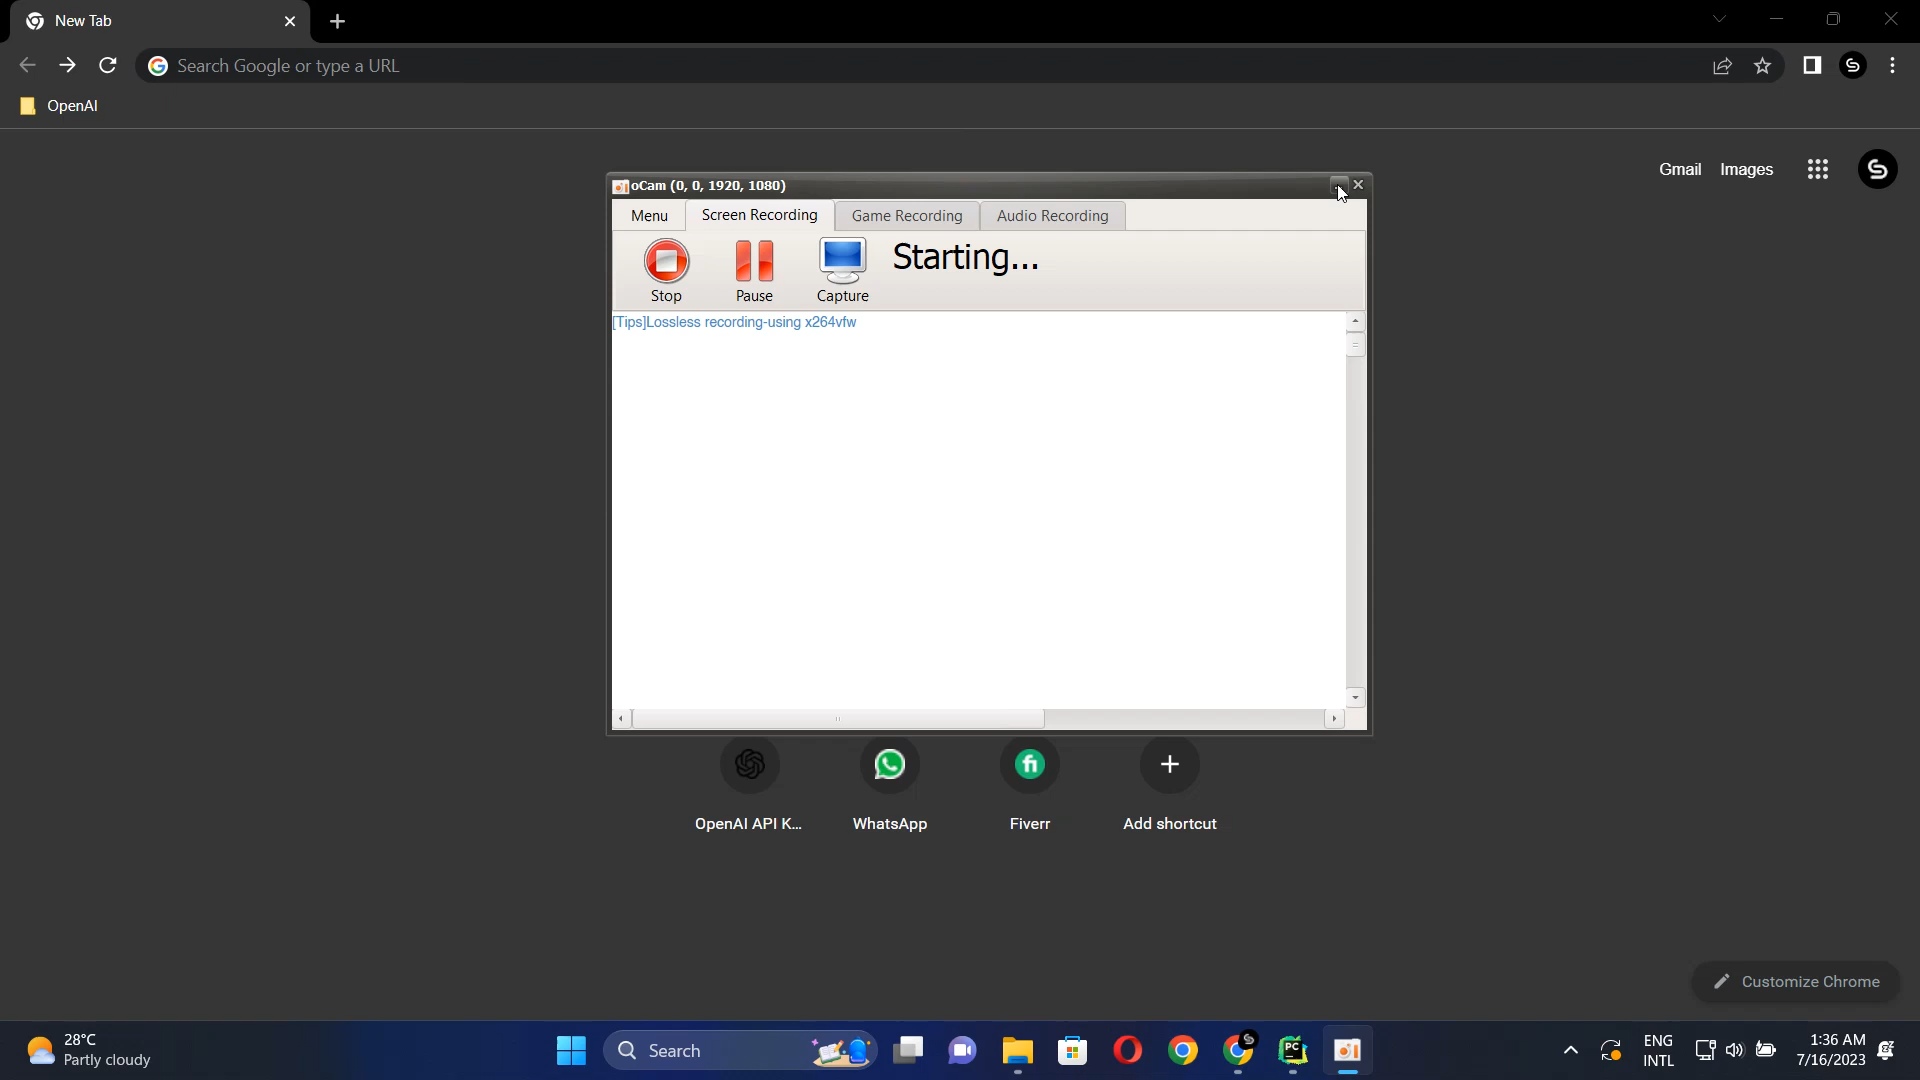 New Tab
Search Google or type a URL
OpenAI
Gmail Images
oCam (0, 0, 1920, 1080)
Menu Screen Recording Game Recording Audio Recording
Stop Pause Capture Starting...
[Tips]Lossless recording-using x264vfw
OpenAI API K... WhatsApp Fiverr Add shortcut
Customize Chrome
28°C
Partly cloudy
Search
ENG
INTL
1:36 AM
7/16/2023